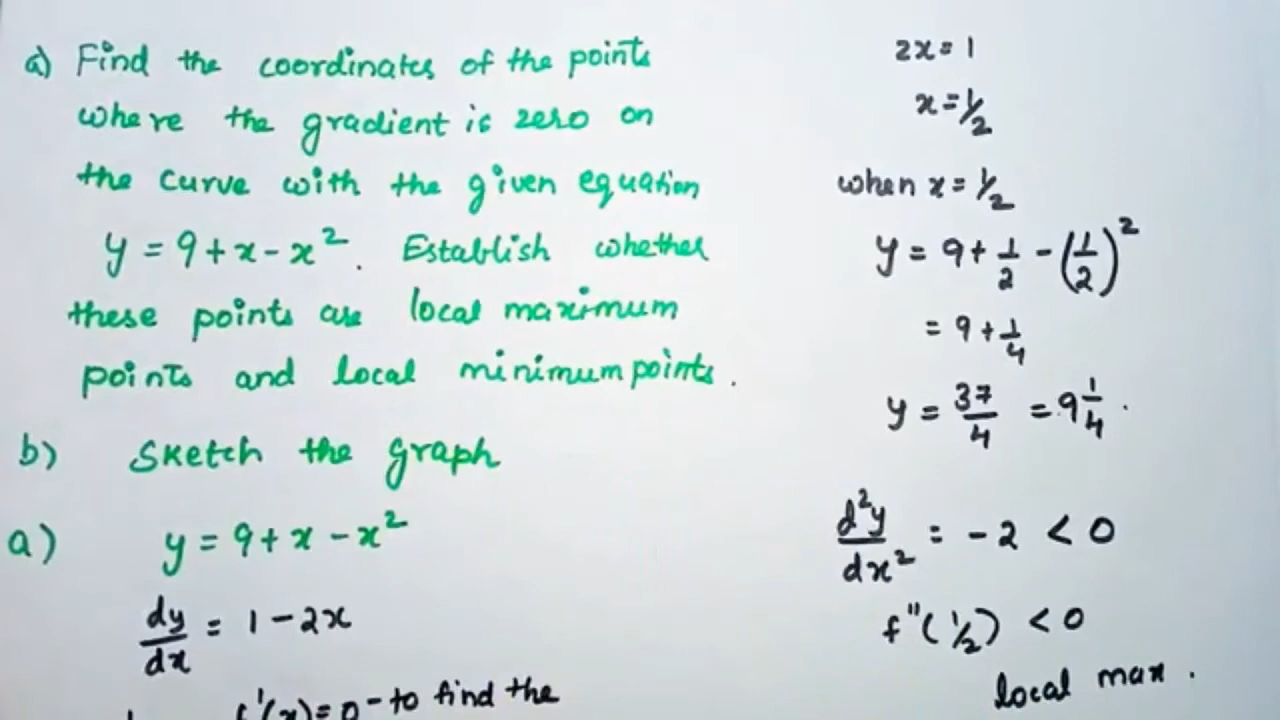 a) Find the coordinates of the points
where the gradient is zero on
the curve with the given equation
y = 9 + x - x². Establish whether
these points are local maximum
points and local minimum points.
b) Sketch the graph
a) y = 9 + x - x²
dy/dx = 1 - 2x
f'(x) = 0 - to find the
2x = 1
x = 1/2
when x = 1/2
y = 9 + 1/2 - (1/2)²
= 9 + 1/4
y = 37/4 = 9 1/4.
d²y/dx² = -2 < 0
f''(1/2) < 0
local max.